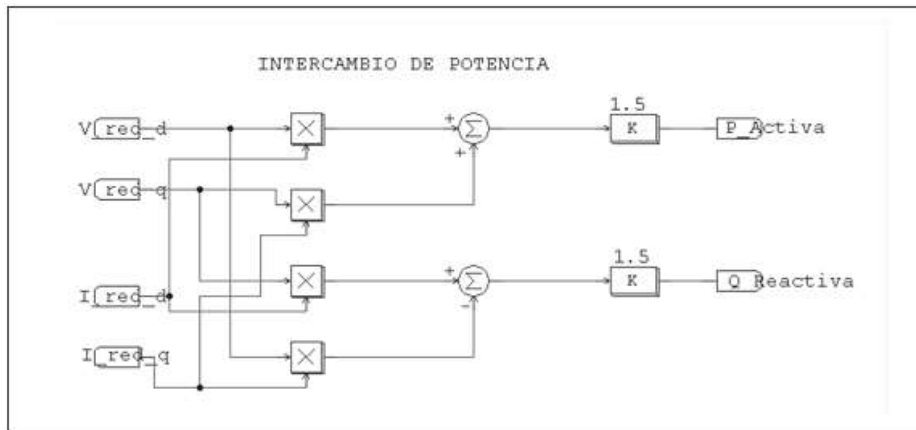 INTERCAMBIO DE POTENCIA
V_red_d
+
Σ
+
1.5
K
P_Activa
V_red_q
I_red_d
+
Σ
-
1.5
K
Q_Reactiva
I_red_q